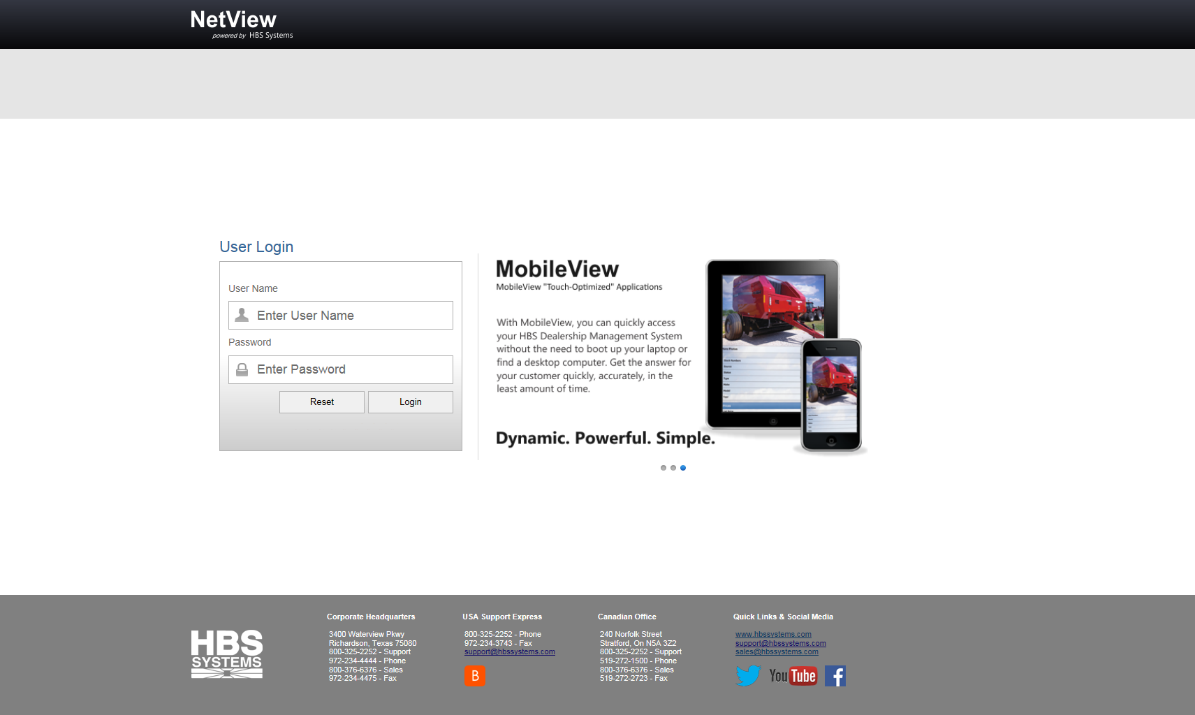 NetView
powered by HBS Systems
User Login
User Name
Enter User Name
Password
Enter Password
Reset
Login
MobileView
MobileView "Touch-Optimized" Applications
With MobileView, you can quickly access
your HBS Dealership Management System
without the need to boot up your laptop or
find a desktop computer. Get the answer for
your customer quickly, accurately, in the
least amount of time.
Dynamic. Powerful. Simple.
HBS
SYSTEMS
Corporate Headquarters
3400 Waterview Pkwy
Richardson, Texas 75080
800-325-2252 - Support
972-234-4444 - Phone
800-376-6376 - Sales
972-234-4475 - Fax
USA Support Express
800-325-2252 - Phone
972-234-3743 - Fax
support@hbssystems.com
B
Canadian Office
240 Norfolk Street
Stratford, On N5A 3Z2
800-325-2252 - Support
519-272-1500 - Phone
800-376-6376 - Sales
519-272-2723 - Fax
Quick Links & Social Media
www.hbssystems.com
support@hbssystems.com
sales@hbssystems.com
YouTube
f